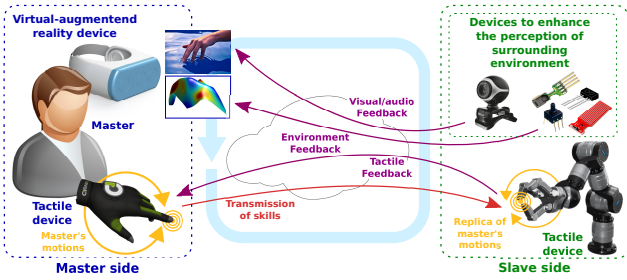 Virtual-augmentend
reality device
Master
Tactile
device
Master's
motions
Master side
Visual/audio
Feedback
Environment
Feedback
Tactile
Feedback
Transmission
of skills
Devices to enhance
the perception of
surrounding
environment
Replica of
master's
motions
Tactile
device
Slave side